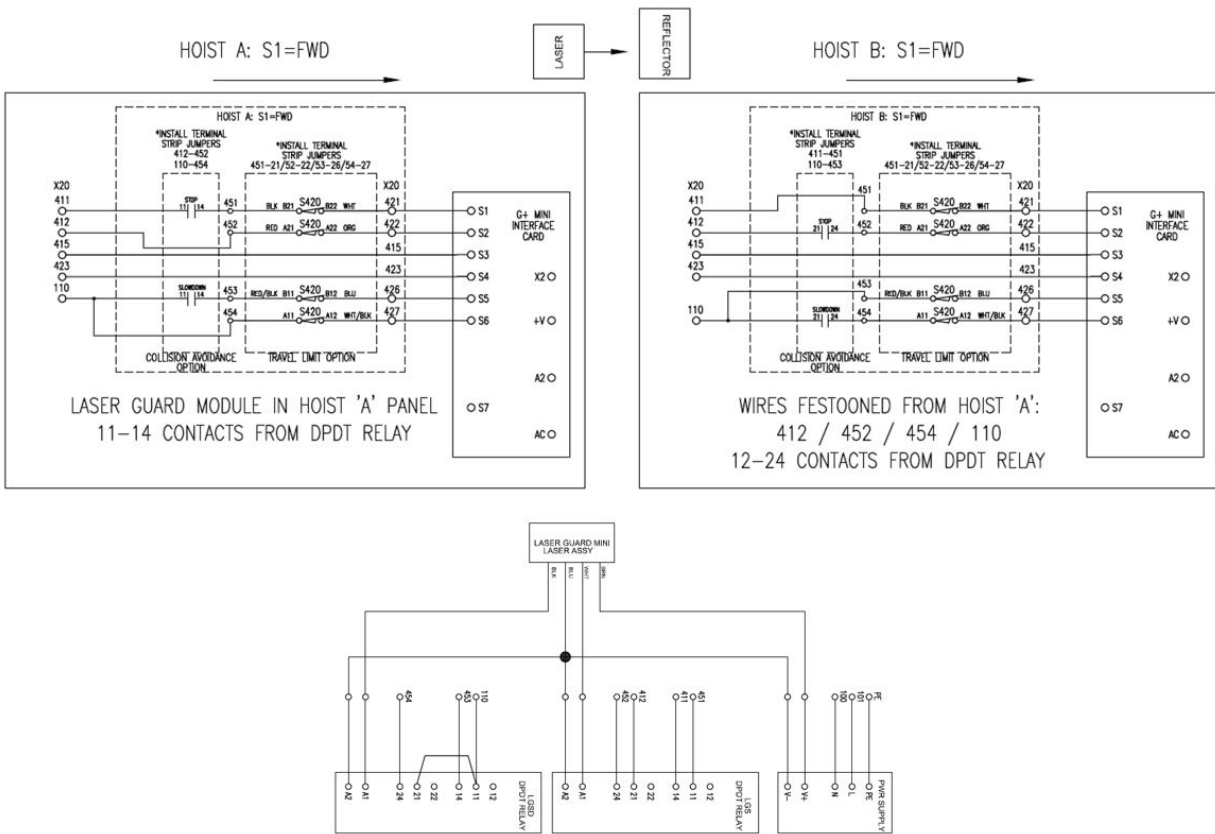 HOIST A: S1=FWD
LASER
REFLECTOR
HOIST B: S1=FWD
HOIST A: S1=FWD
*INSTALL TERMINAL
STRIP JUMPERS
412-452
110-454
*INSTALL TERMINAL
STRIP JUMPERS
451-21/52-22/53-26/54-27
X20
X20
411
STOP
11 14
451
BLK B21 S420 B22 WHT
421
S1
412
452
RED A21 S420 A22 ORG
422
S2
415
415
S3
423
423
S4
110
SLOWDOWN
11 14
453
RED/BLK B11 S420 B12 BLU
426
S5
454
A11 S420 A12 WHT/BLK
427
S6
G+ MINI
INTERFACE
CARD
X2
+V
A2
S7
AC
COLLISION AVOIDANCE
OPTION
TRAVEL LIMIT OPTION
LASER GUARD MODULE IN HOIST 'A' PANEL
11-14 CONTACTS FROM DPDT RELAY
HOIST B: S1=FWD
*INSTALL TERMINAL
STRIP JUMPERS
411-451
110-453
*INSTALL TERMINAL
STRIP JUMPERS
451-21/52-22/53-26/54-27
X20
X20
411
451
BLK B21 S420 B22 WHT
421
S1
412
STOP
21 24
452
RED A21 S420 A22 ORG
422
S2
415
415
S3
423
423
S4
453
RED/BLK B11 S420 B12 BLU
426
S5
110
SLOWDOWN
21 24
454
A11 S420 A12 WHT/BLK
427
S6
G+ MINI
INTERFACE
CARD
X2
+V
A2
S7
AC
COLLISION AVOIDANCE
OPTION
TRAVEL LIMIT OPTION
WIRES FESTOONED FROM HOIST 'A':
412 / 452 / 454 / 110
12-24 CONTACTS FROM DPDT RELAY
LASER GUARD MINI
LASER ASSY
BLK
BLU
WHT
BRN
454
453
110
452
412
411
451
100
101
PE
A2
A1
24
21
22
14
11
12
LGSD
DPDT RELAY
A2
A1
24
21
22
14
11
12
LGS
DPDT RELAY
V-
V+
N
L
PE
PWR SUPPLY